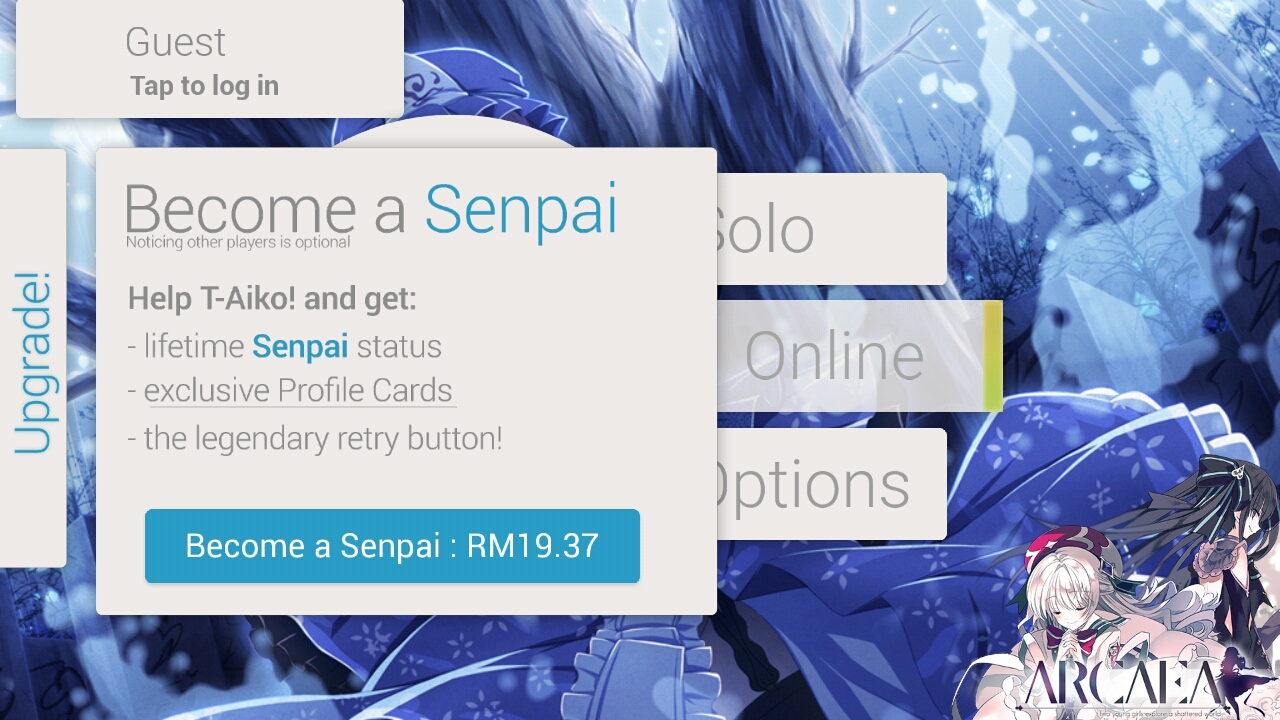 Guest
Tap to log in
Upgrade!
Become a Senpai
Noticing other players is optional
Help T-Aiko! and get:
- lifetime Senpai status
- exclusive Profile Cards
- the legendary retry button!
Become a Senpai : RM19.37
Solo
Online
Options
ARCAEA
two young girls explore a shattered world